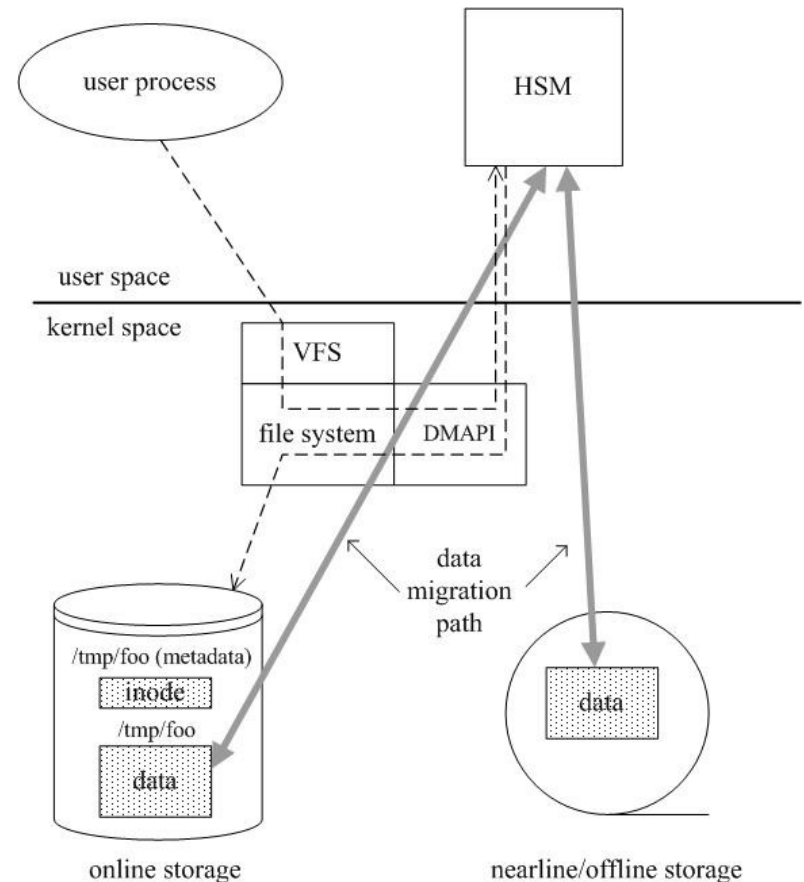 user process
HSM
user space
kernel space
VFS
file system
DMAPI
data
migration
path
/tmp/foo (metadata)
inode
/tmp/foo
data
data
online storage
nearline/offline storage